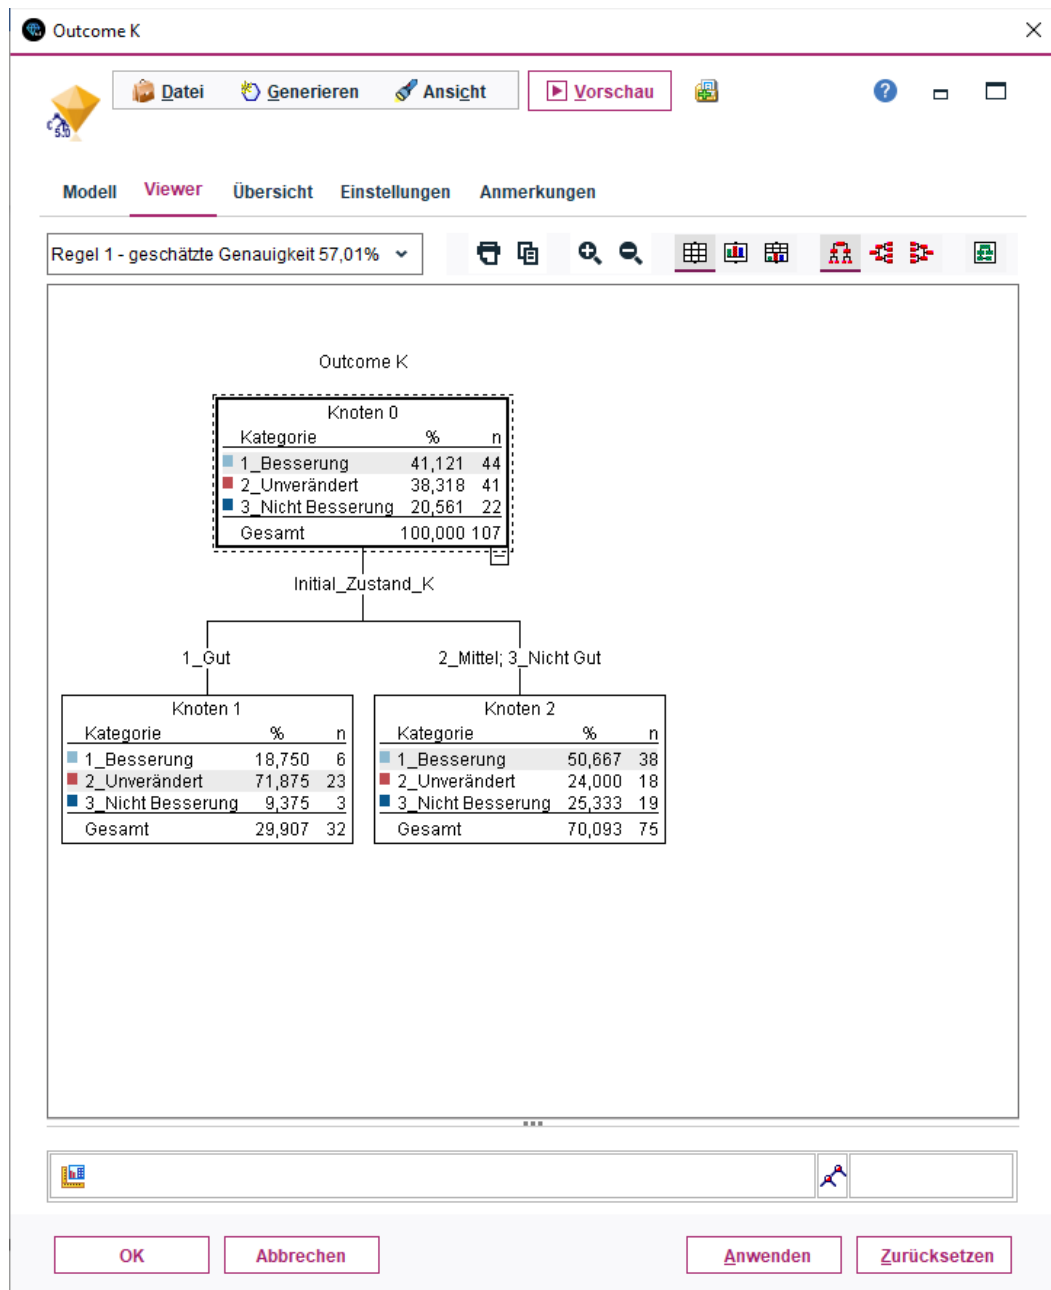 Outcome K
Datei Generieren Ansicht Vorschau
C 5.0
Modell Viewer Übersicht Einstellungen Anmerkungen
Regel 1 - geschätzte Genauigkeit 57,01%
Outcome K
Knoten 0
Kategorie % n
1_Besserung 41,121 44
2_Unverändert 38,318 41
3_Nicht Besserung 20,561 22
Gesamt 100,000 107
Initial_Zustand_K
1_Gut
2_Mittel; 3_Nicht Gut
Knoten 1
Kategorie % n
1_Besserung 18,750 6
2_Unverändert 71,875 23
3_Nicht Besserung 9,375 3
Gesamt 29,907 32
Knoten 2
Kategorie % n
1_Besserung 50,667 38
2_Unverändert 24,000 18
3_Nicht Besserung 25,333 19
Gesamt 70,093 75
OK Abbrechen Anwenden Zurücksetzen